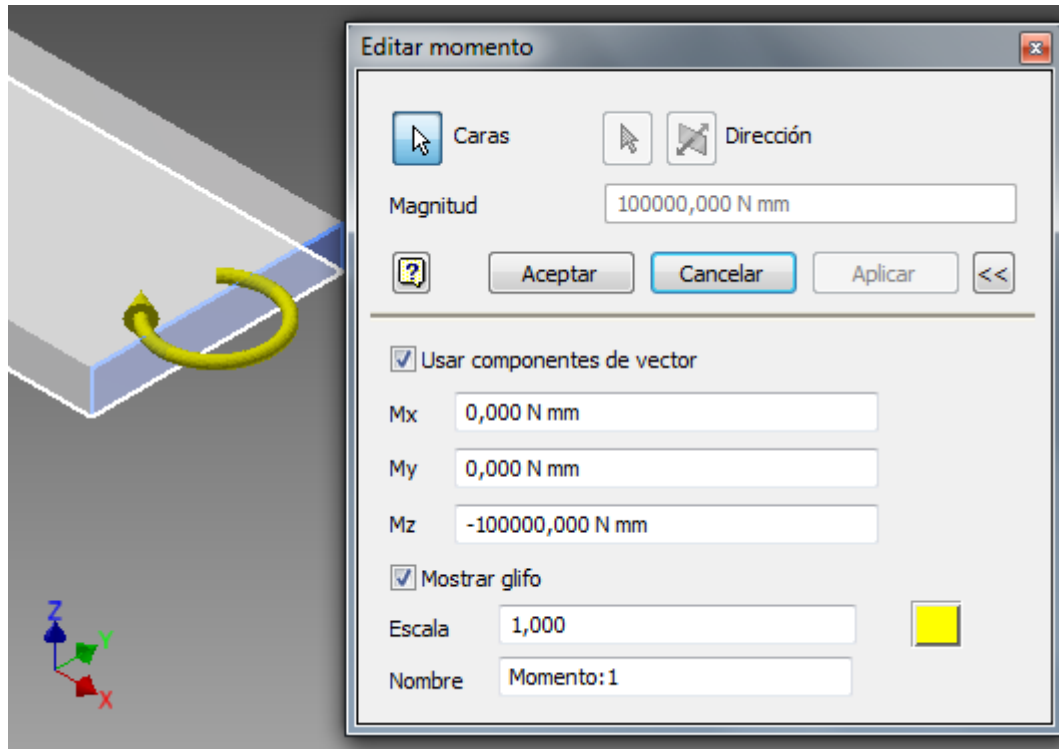 Editar momento
Caras
Dirección
Magnitud 100000,000 N mm
Aceptar Cancelar Aplicar <<
Usar componentes de vector
Mx 0,000 N mm
My 0,000 N mm
Mz -100000,000 N mm
Mostrar glifo
Escala 1,000
Nombre Momento:1
Z
Y
X